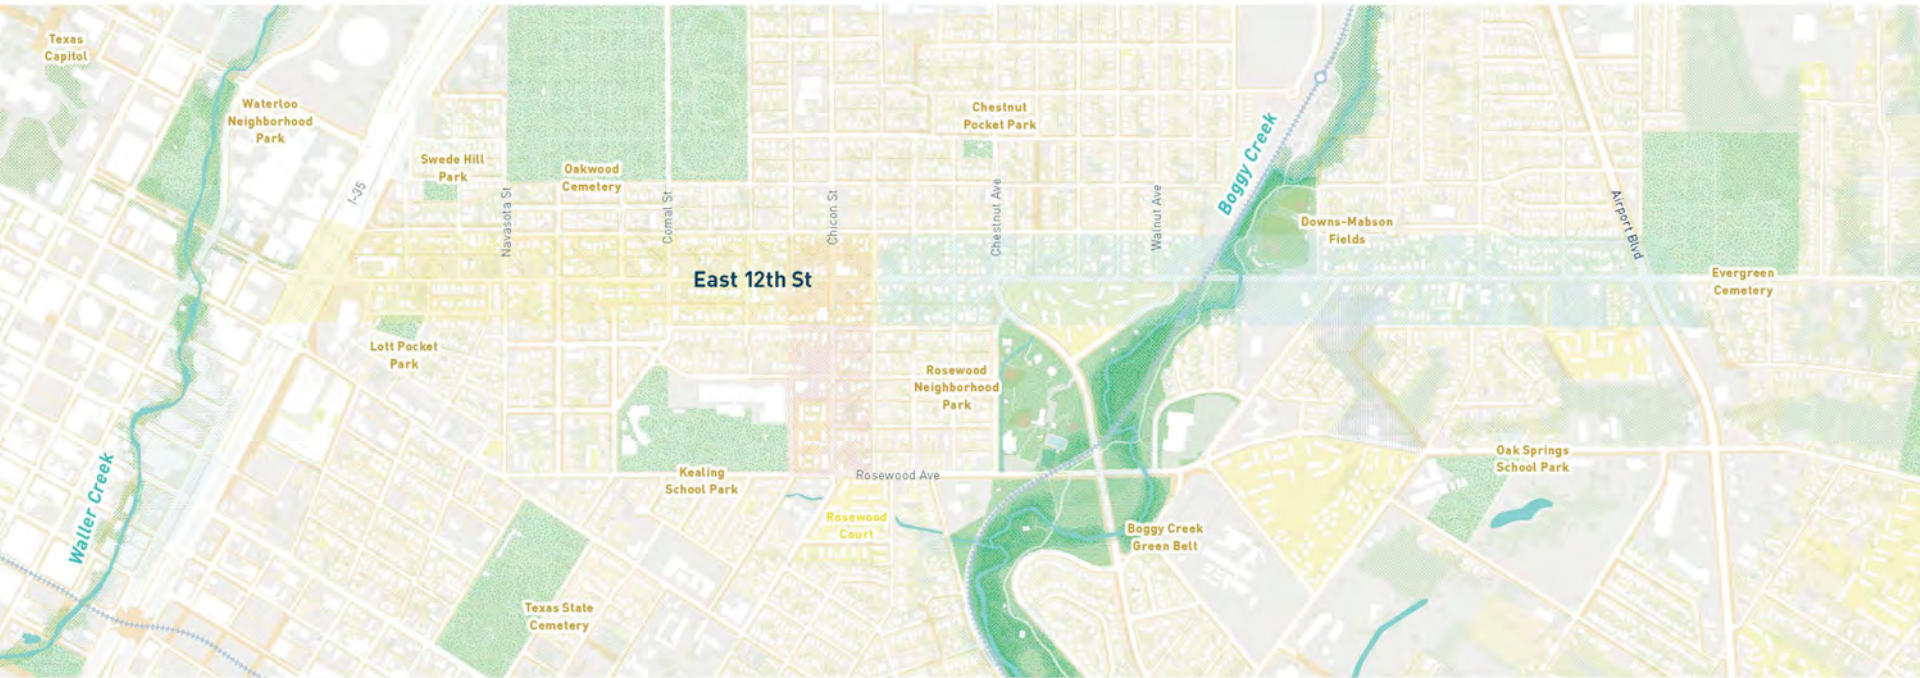 Texas
Capitol
Waterloo
Neighborhood
Park
I-35
Swede Hill
Park
Oakwood
Cemetery
Navasota St
Comal St
Chicon St
Chestnut
Pocket Park
Chestnut Ave
Walnut Ave
Boggy Creek
Downs-Mabson
Fields
Airport Blvd
Evergreen
Cemetery
East 12th St
Lott Pocket
Park
Rosewood
Neighborhood
Park
Waller Creek
Kealing
School Park
Rosewood Ave
Oak Springs
School Park
Rosewood
Court
Boggy Creek
Green Belt
Texas State
Cemetery